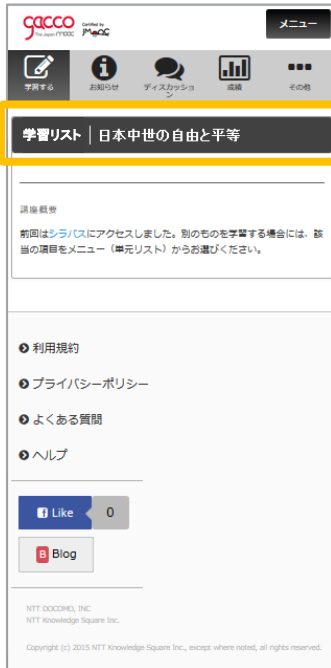 gacco
The Japan MOOC
Certified by
JMOOC
メニュー
学習する
お知らせ
ディスカッション
成績
その他
学習リスト | 日本中世の自由と平等
講座概要
前回はシラバスにアクセスしました。別のものを学習する場合には、該
当の項目をメニュー（単元リスト）からお選びください。
利用規約
プライバシーポリシー
よくある質問
ヘルプ
Like 0
B Blog
NTT DOCOMO, INC
NTT Knowledge Square Inc.
Copyright (c) 2015 NTT Knowledge Square Inc., except where noted, all rights reserved.